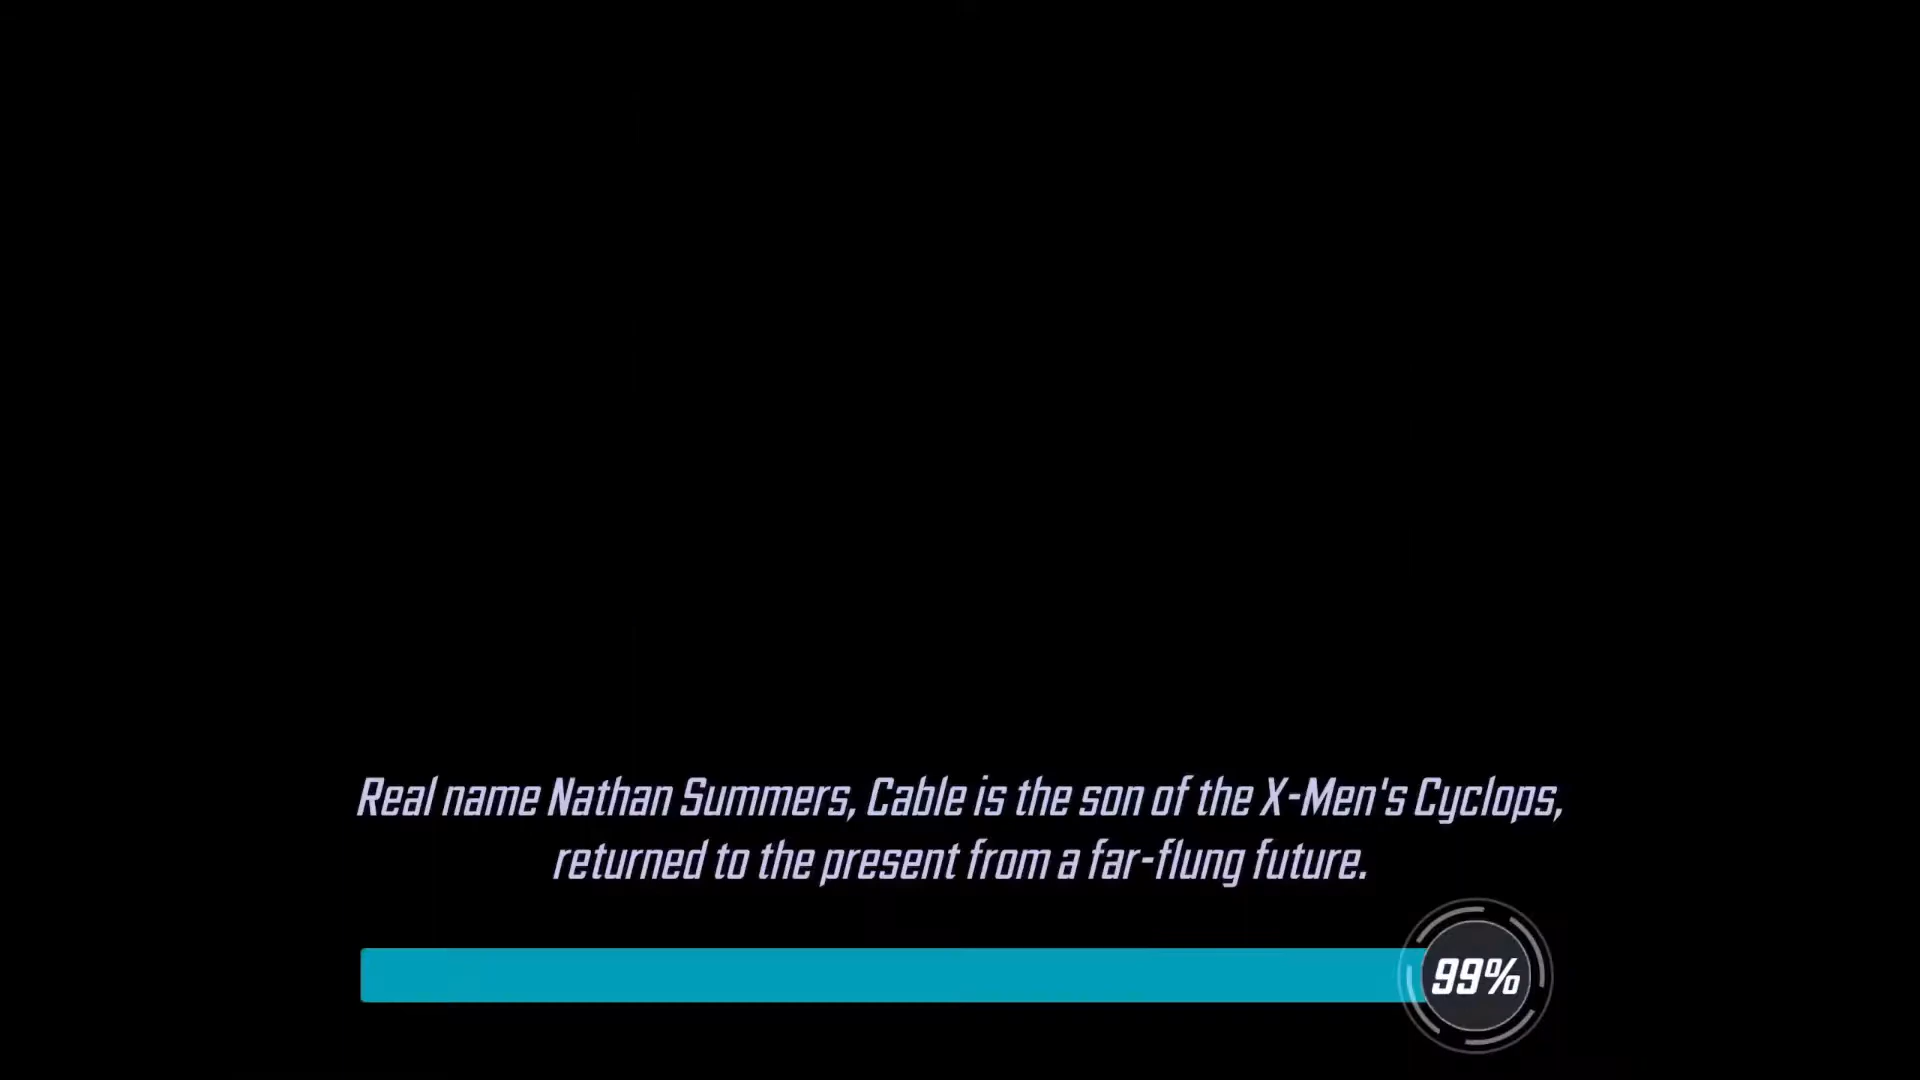 Real name Nathan Summers, Cable is the son of the X-Men's Cyclops,
returned to the present from a far-flung future.
99%